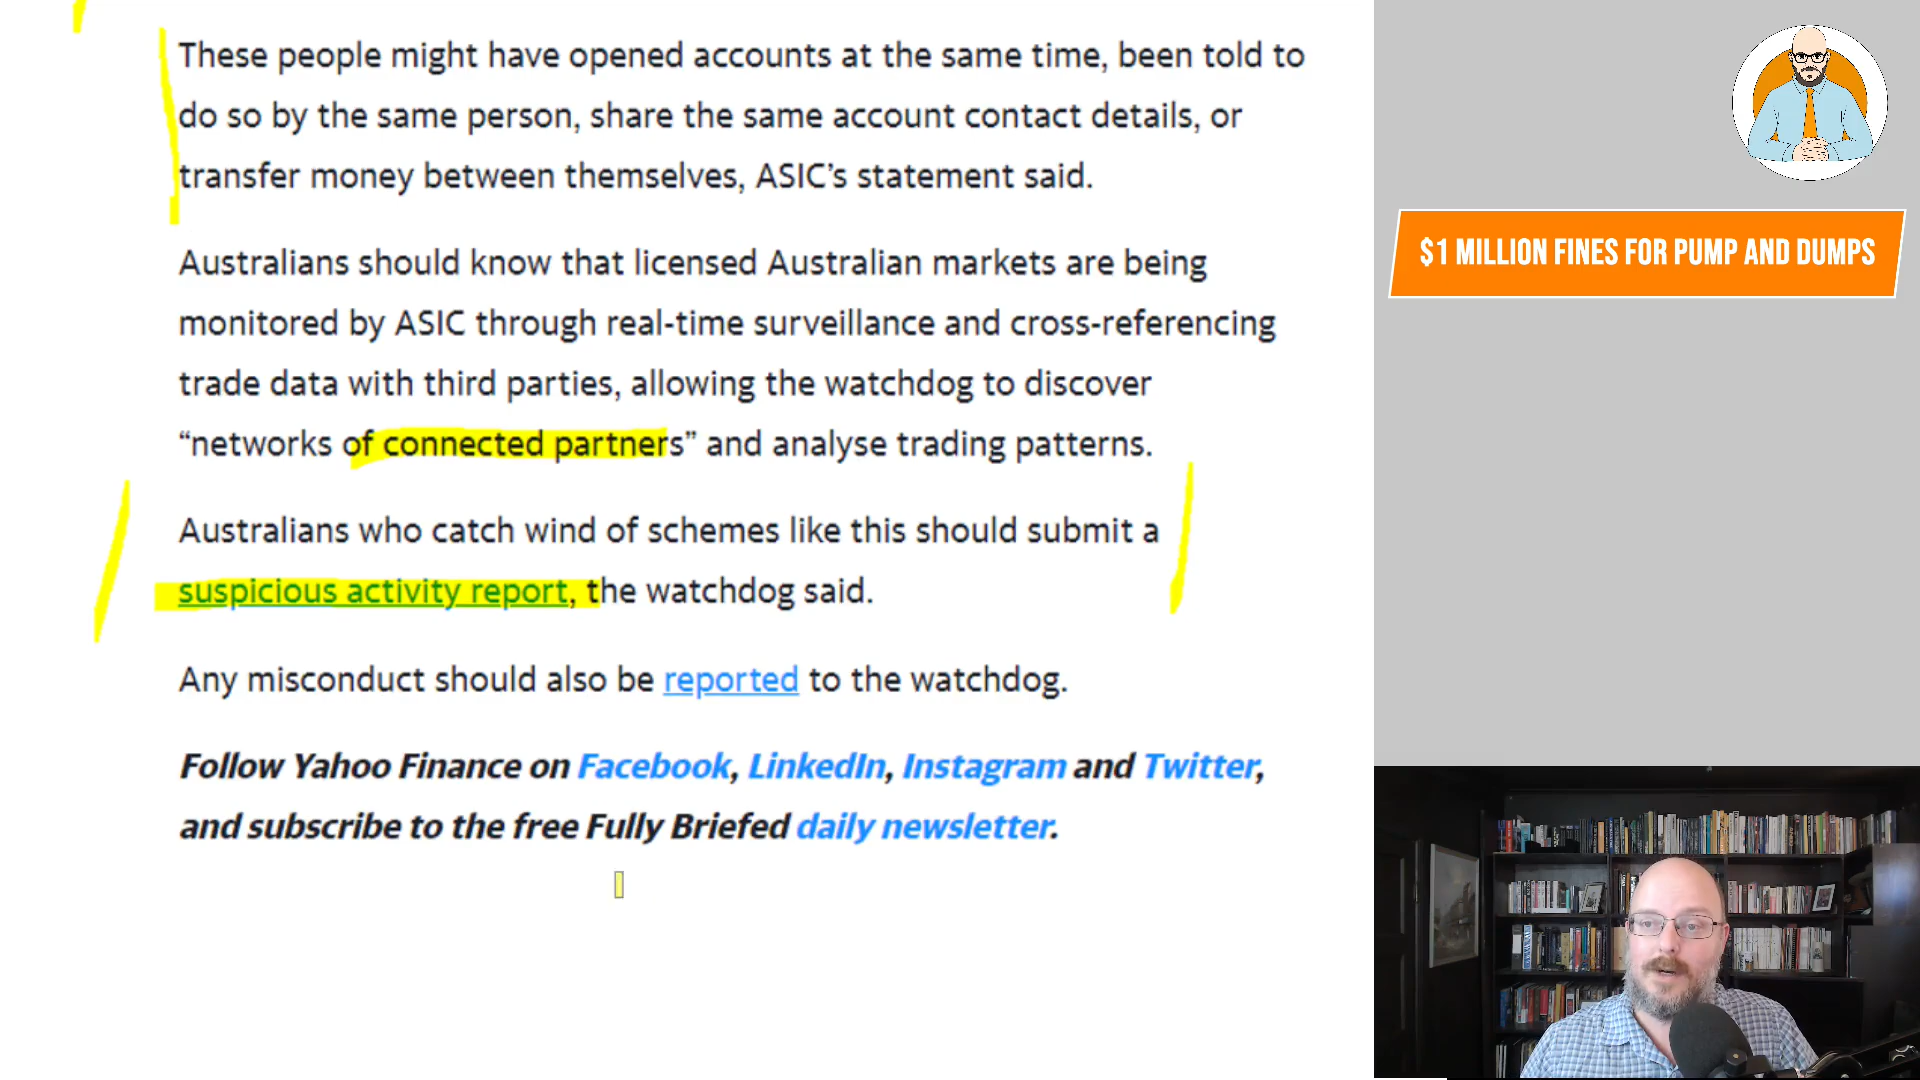 These people might have opened accounts at the same time, been told to
do so by the same person, share the same account contact details, or
transfer money between themselves, ASIC’s statement said.
Australians should know that licensed Australian markets are being
monitored by ASIC through real-time surveillance and cross-referencing
trade data with third parties, allowing the watchdog to discover
“networks of connected partners” and analyse trading patterns.
Australians who catch wind of schemes like this should submit a
suspicious activity report, the watchdog said.
Any misconduct should also be reported to the watchdog.
Follow Yahoo Finance on Facebook, LinkedIn, Instagram and Twitter,
and subscribe to the free Fully Briefed daily newsletter.
$1 MILLION FINES FOR PUMP AND DUMPS